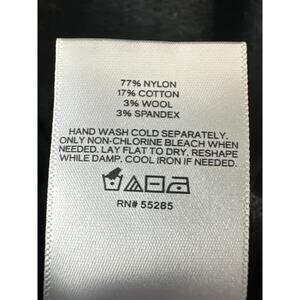 77% NYLON
17% COTTON
3% WOOL
3% SPANDEX
HAND WASH COLD SEPARATELY.
ONLY NON-CHLORINE BLEACH WHEN
NEEDED. LAY FLAT TO DRY. RESHAPE
WHILE DAMP. COOL IRON IF NEEDED.
RN# 55285